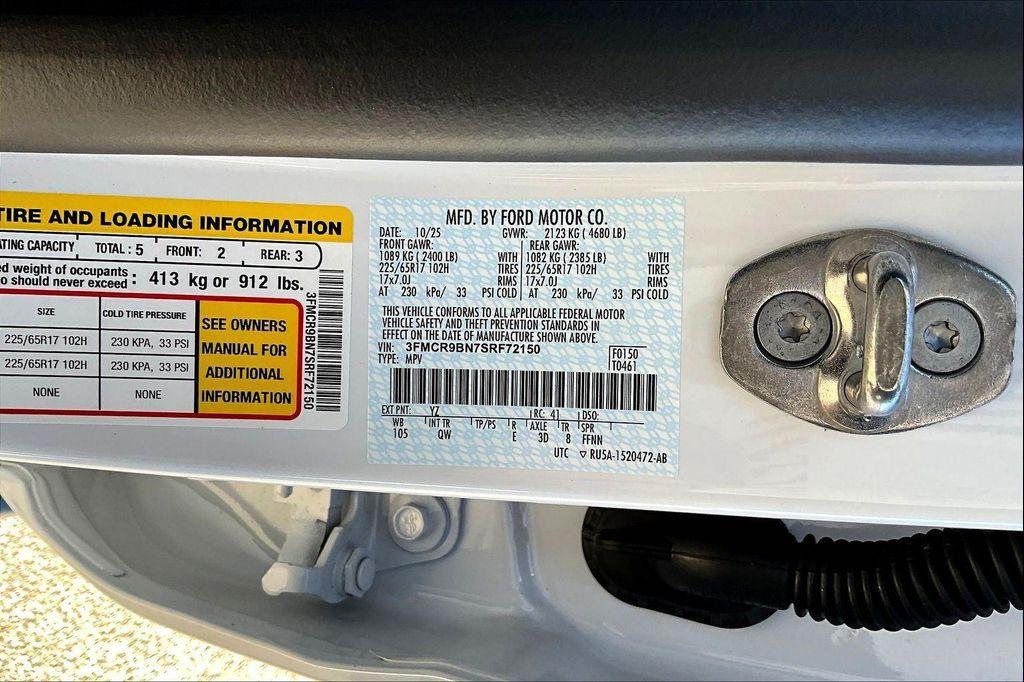 TIRE AND LOADING INFORMATION
ATING CAPACITY TOTAL : 5 FRONT: 2 REAR: 3
ed weight of occupants
o should never exceed : 413 kg or 912 lbs.
SIZE COLD TIRE PRESSURE
225/65R17 102H 230 KPA, 33 PSI
225/65R17 102H 230 KPA, 33 PSI
NONE NONE
SEE OWNERS
MANUAL FOR
ADDITIONAL
INFORMATION
3FMCR9BN7SRF72150
MFD. BY FORD MOTOR CO.
DATE: 10/25 GVWR: 2123 KG ( 4680 LB)
FRONT GAWR: REAR GAWR:
1089 KG ( 2400 LB) WITH 1082 KG ( 2385 LB) WITH
225/65R17 102H TIRES 225/65R17 102H TIRES
17x7.0J RIMS 17x7.0J RIMS
AT 230 kPa/ 33 PSI COLD AT 230 kPa/ 33 PSI COLD
THIS VEHICLE CONFORMS TO ALL APPLICABLE FEDERAL MOTOR
VEHICLE SAFETY AND THEFT PREVENTION STANDARDS IN
EFFECT ON THE DATE OF MANUFACTURE SHOWN ABOVE.
VIN: 3FMCR9BN7SRF72150 F0150
TYPE: MPV T0461
EXT PNT: YZ RC: 41 DSO:
WB INT TR TP/PS R AXLE TR SPR
105 QW E 3D 8 FFNN
UTC ▽ RU5A-1520472-AB